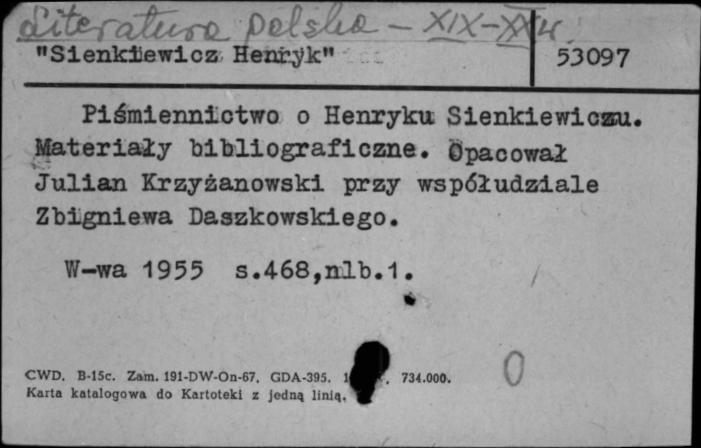 Literatura polska – XIX–XX w.
"Sienkiewicz Henryk"
53097
Piśmiennictwo o Henryku Sienkiewiczu.
Materiały bibliograficzne. Opacował
Julian Krzyżanowski przy współudziale
Zbigniewa Daszkowskiego.
W-wa 1955 s.468,nlb.1.
CWD. B-15c. Zam. 191-DW-On-67. GDA-395. 734.000.
Karta katalogowa do Kartoteki z jedną linią.
0